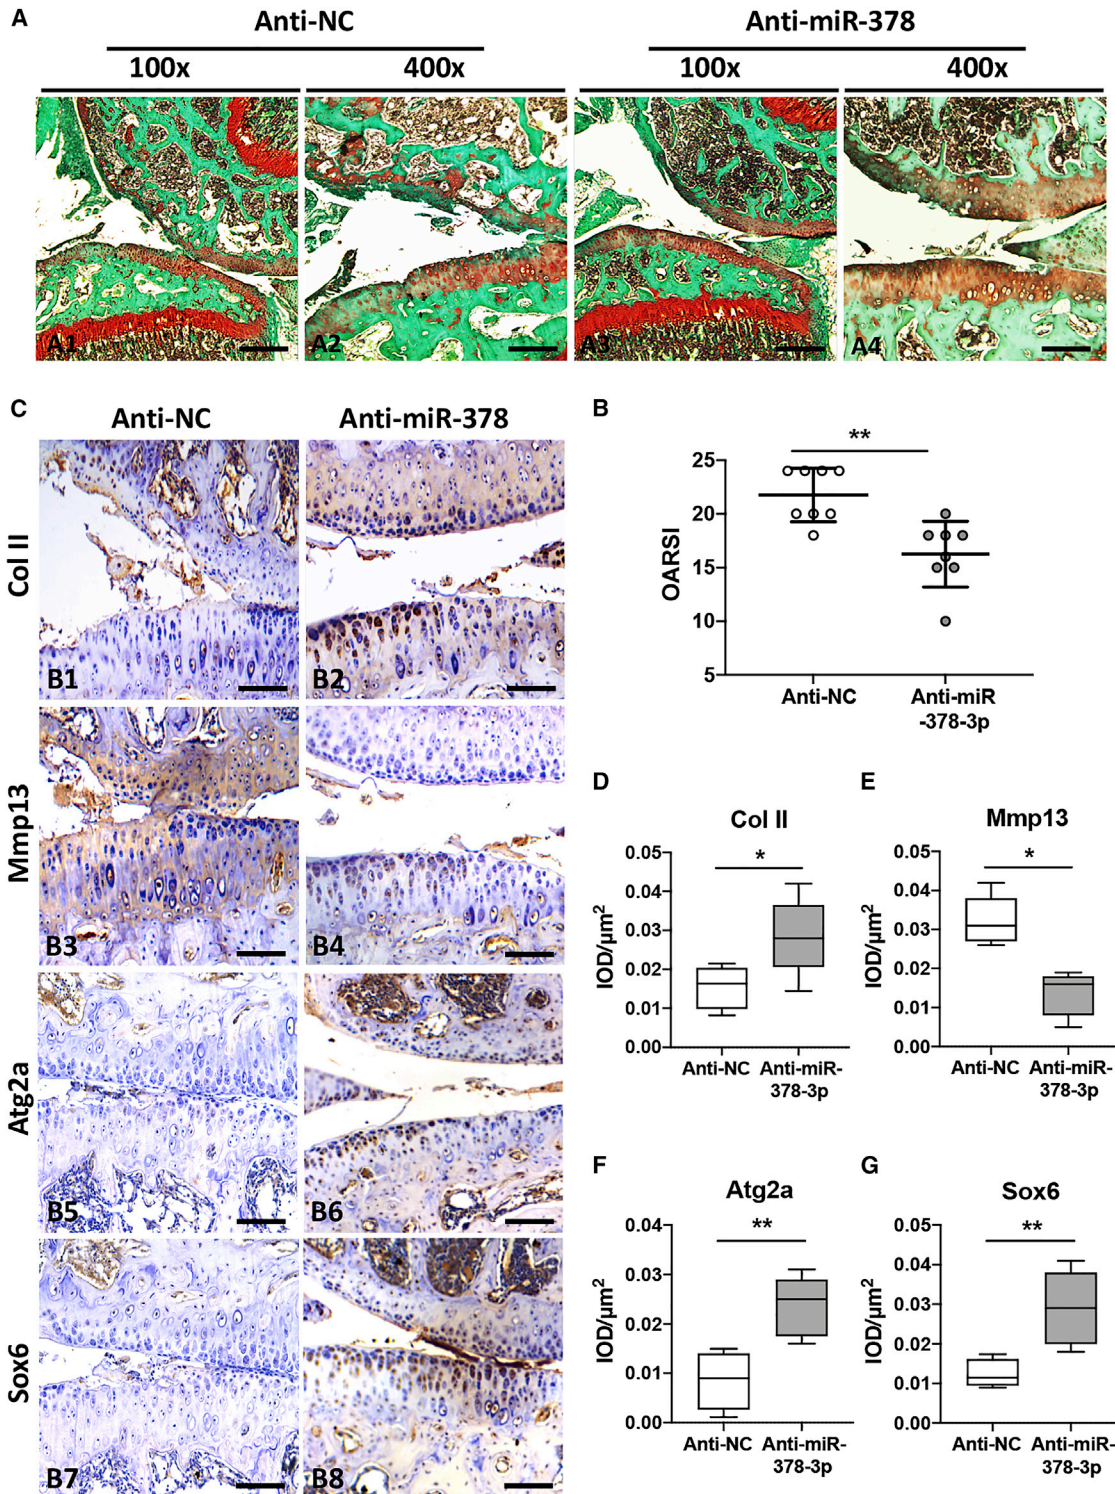 A
Anti-NC
Anti-miR-378
100x
400x
100x
400x
A1
A2
A3
A4
C
Anti-NC
Anti-miR-378
Col II
B1
B2
Mmp13
B3
B4
Atg2a
B5
B6
Sox6
B7
B8
B
**
OARSI
25
20
15
10
5
Anti-NC
Anti-miR
-378-3p
D
Col II
*
IOD/µm²
0.05
0.04
0.03
0.02
0.01
0.00
Anti-NC
Anti-miR-
378-3p
E
Mmp13
*
IOD/µm²
0.05
0.04
0.03
0.02
0.01
0.00
Anti-NC
Anti-miR-
378-3p
F
Atg2a
**
IOD/µm²
0.04
0.03
0.02
0.01
0.00
Anti-NC
Anti-miR-
378-3p
G
Sox6
**
IOD/µm²
0.05
0.04
0.03
0.02
0.01
0.00
Anti-NC
Anti-miR-
378-3p